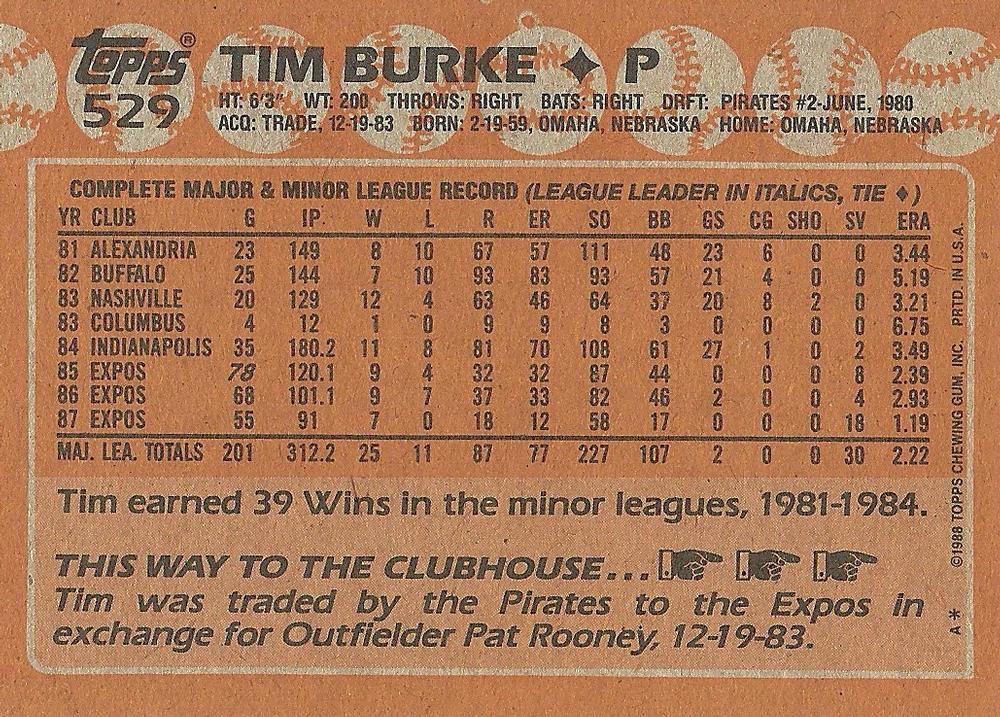 Topps®
529
TIM BURKE ♦ P
HT: 6'3" WT: 200 THROWS: RIGHT BATS: RIGHT DRFT: PIRATES #2-JUNE, 1980
ACQ: TRADE, 12-19-83 BORN: 2-19-59, OMAHA, NEBRASKA HOME: OMAHA, NEBRASKA
COMPLETE MAJOR & MINOR LEAGUE RECORD (LEAGUE LEADER IN ITALICS, TIE ♦)
YR CLUB G IP W L R ER SO BB GS CG SHO SV ERA
81 ALEXANDRIA 23 149 8 10 67 57 111 48 23 6 0 0 3.44
82 BUFFALO 25 144 7 10 93 83 93 57 21 4 0 0 5.19
83 NASHVILLE 20 129 12 4 63 46 64 37 20 8 2 0 3.21
83 COLUMBUS 4 12 1 0 9 9 8 3 0 0 0 0 6.75
84 INDIANAPOLIS 35 180.2 11 8 81 70 108 61 27 1 0 2 3.49
85 EXPOS 78 120.1 9 4 32 32 87 44 0 0 0 8 2.39
86 EXPOS 68 101.1 9 7 37 33 82 46 2 0 0 4 2.93
87 EXPOS 55 91 7 0 18 12 58 17 0 0 0 18 1.19
MAJ. LEA. TOTALS 201 312.2 25 11 87 77 227 107 2 0 0 30 2.22
Tim earned 39 Wins in the minor leagues, 1981-1984.
THIS WAY TO THE CLUBHOUSE...
Tim was traded by the Pirates to the Expos in
exchange for Outfielder Pat Rooney, 12-19-83.
A* ©1988 TOPPS CHEWING GUM, INC. PRTD. IN U.S.A.